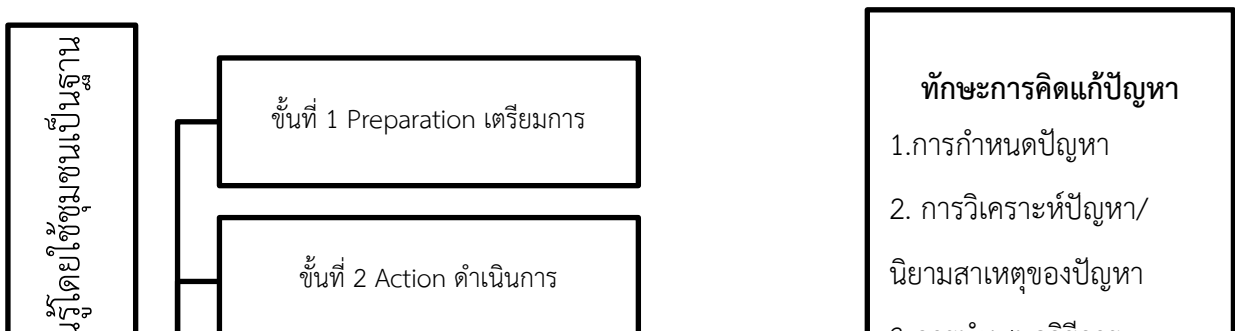 นรู้โดยใช้ชุมชนเป็นฐาน
ขั้นที่ 1 Preparation เตรียมการ
ขั้นที่ 2 Action ดำเนินการ
ทักษะการคิดแก้ปัญหา
1.การกำหนดปัญหา
2. การวิเคราะห์ปัญหา/
นิยามสาเหตุของปัญหา